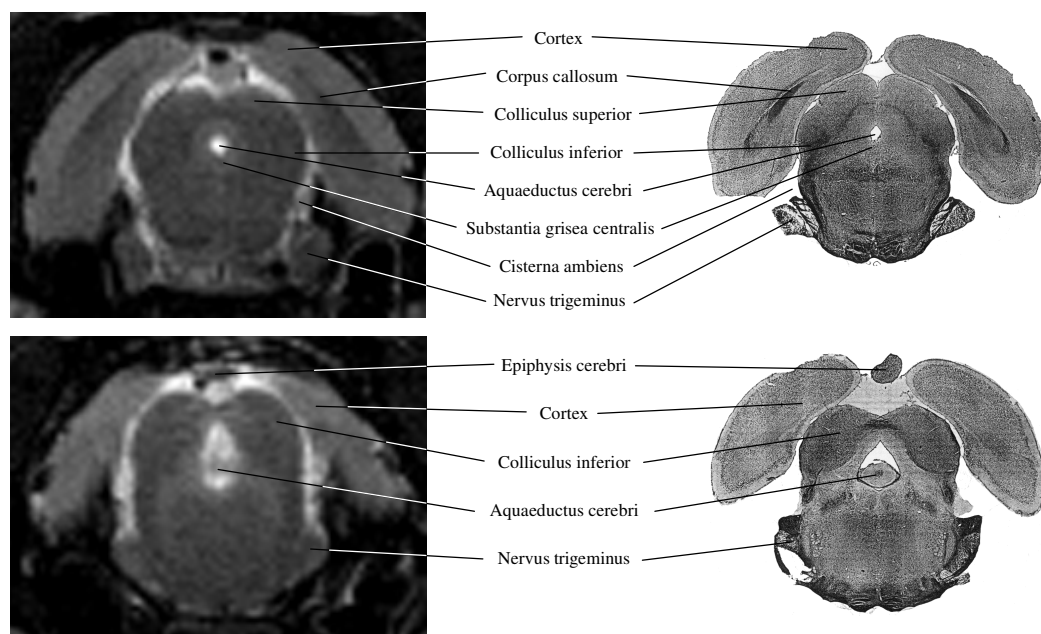 Cortex
Corpus callosum
Colliculus superior
Colliculus inferior
Aquaeductus cerebri
Substantia grisea centralis
Cisterna ambiens
Nervus trigeminus
Epiphysis cerebri
Cortex
Colliculus inferior
Aquaeductus cerebri
Nervus trigeminus